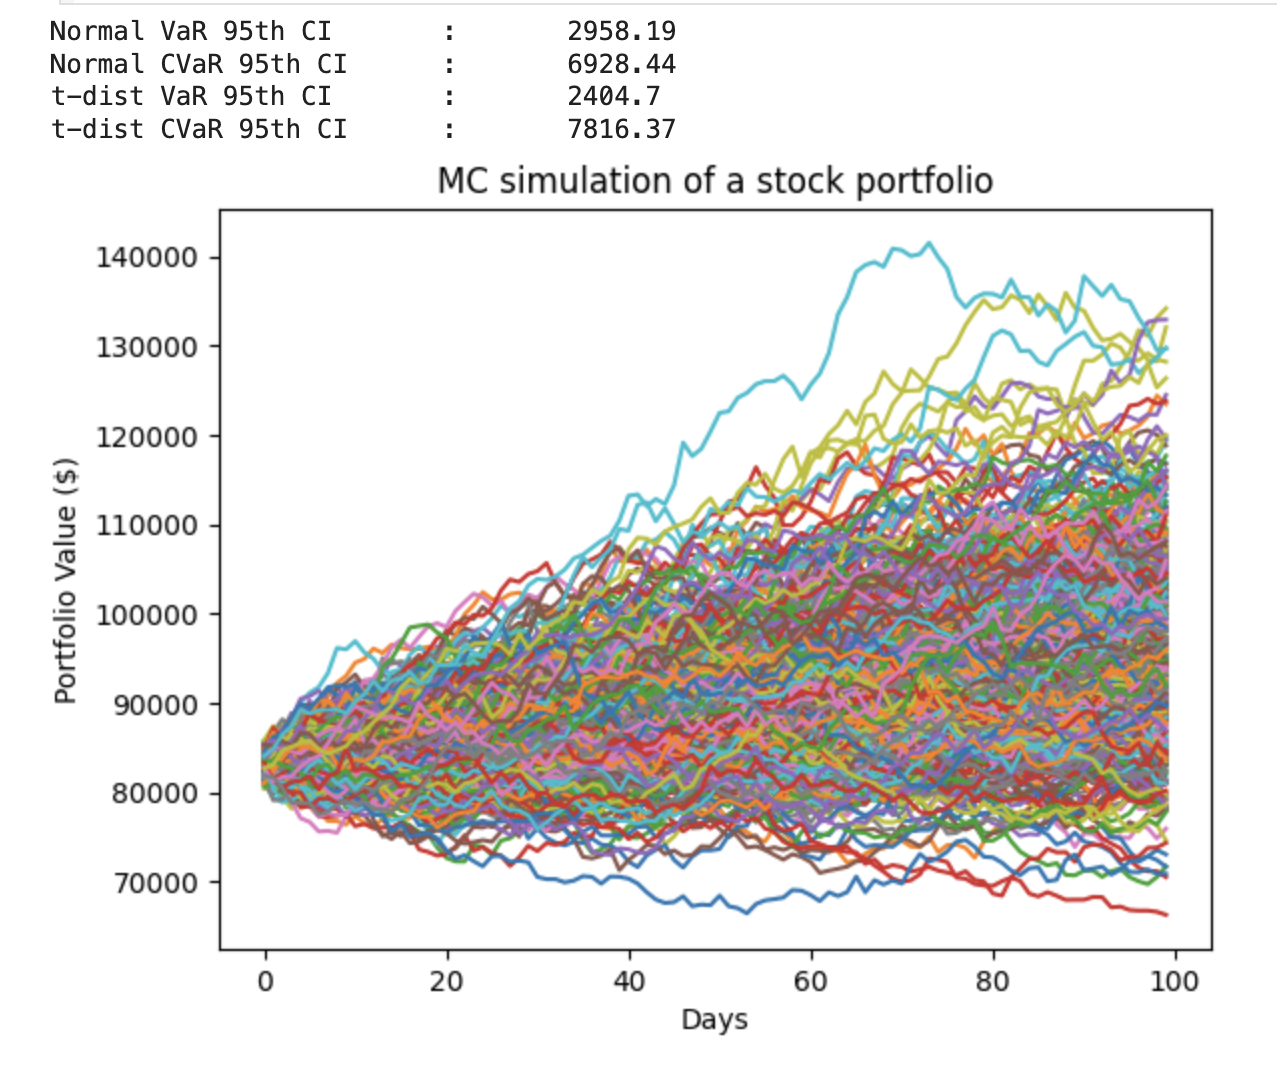 Normal VaR 95th CI : 2958.19
Normal CVaR 95th CI : 6928.44
t-dist VaR 95th CI : 2404.7
t-dist CVaR 95th CI : 7816.37
MC simulation of a stock portfolio
140000
130000
120000
110000
100000
90000
80000
70000
Portfolio Value ($)
0 20 40 60 80 100
Days